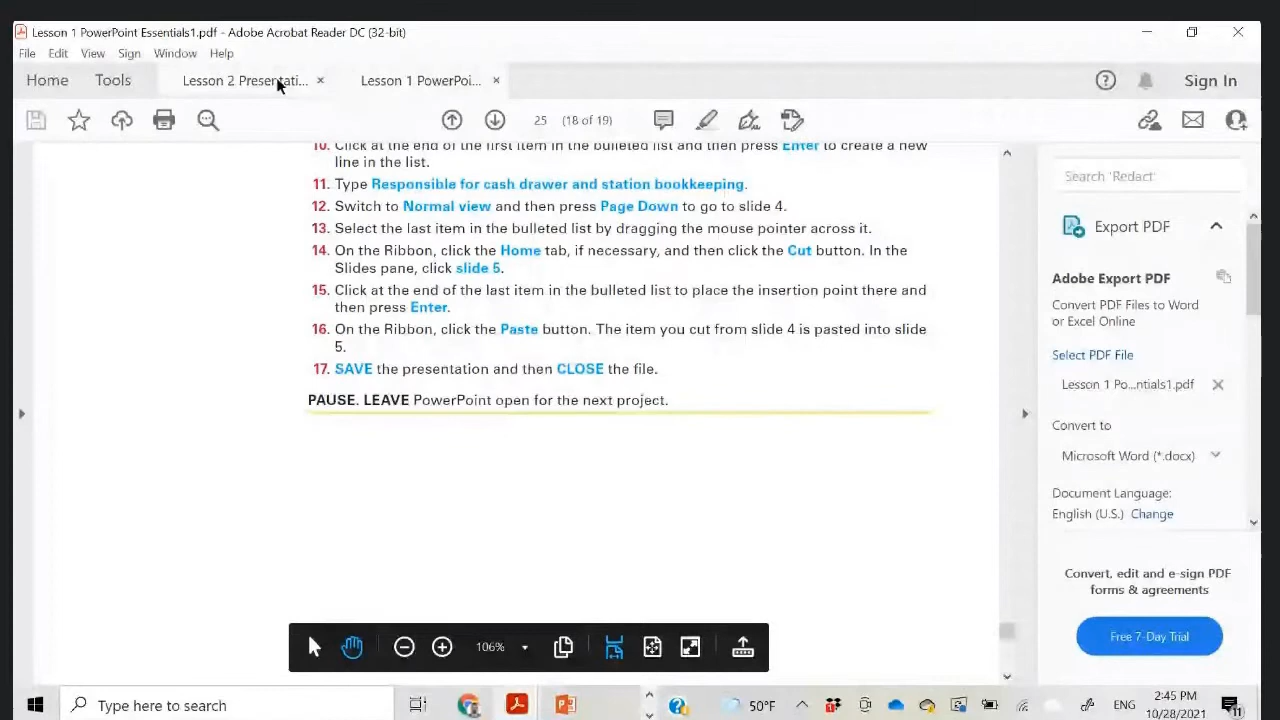 Lesson 1 PowerPoint Essentials1.pdf - Adobe Acrobat Reader DC (32-bit)
File Edit View Sign Window Help
Home Tools Lesson 2 Presentati... × Lesson 1 PowerPoi... × Sign In
25 (18 of 19)
10. Click at the end of the first item in the bulleted list and then press Enter to create a new
line in the list.
11. Type Responsible for cash drawer and station bookkeeping.
12. Switch to Normal view and then press Page Down to go to slide 4.
13. Select the last item in the bulleted list by dragging the mouse pointer across it.
14. On the Ribbon, click the Home tab, if necessary, and then click the Cut button. In the
Slides pane, click slide 5.
15. Click at the end of the last item in the bulleted list to place the insertion point there and
then press Enter.
16. On the Ribbon, click the Paste button. The item you cut from slide 4 is pasted into slide
5.
17. SAVE the presentation and then CLOSE the file.
PAUSE. LEAVE PowerPoint open for the next project.
106%
Search 'Redact'
Export PDF
Adobe Export PDF
Convert PDF Files to Word
or Excel Online
Select PDF File
Lesson 1 Po...ntials1.pdf
Convert to
Microsoft Word (*.docx)
Document Language:
English (U.S.) Change
Convert, edit and e-sign PDF
forms & agreements
Free 7-Day Trial
Type here to search
50°F
ENG
2:45 PM
10/28/2021
11